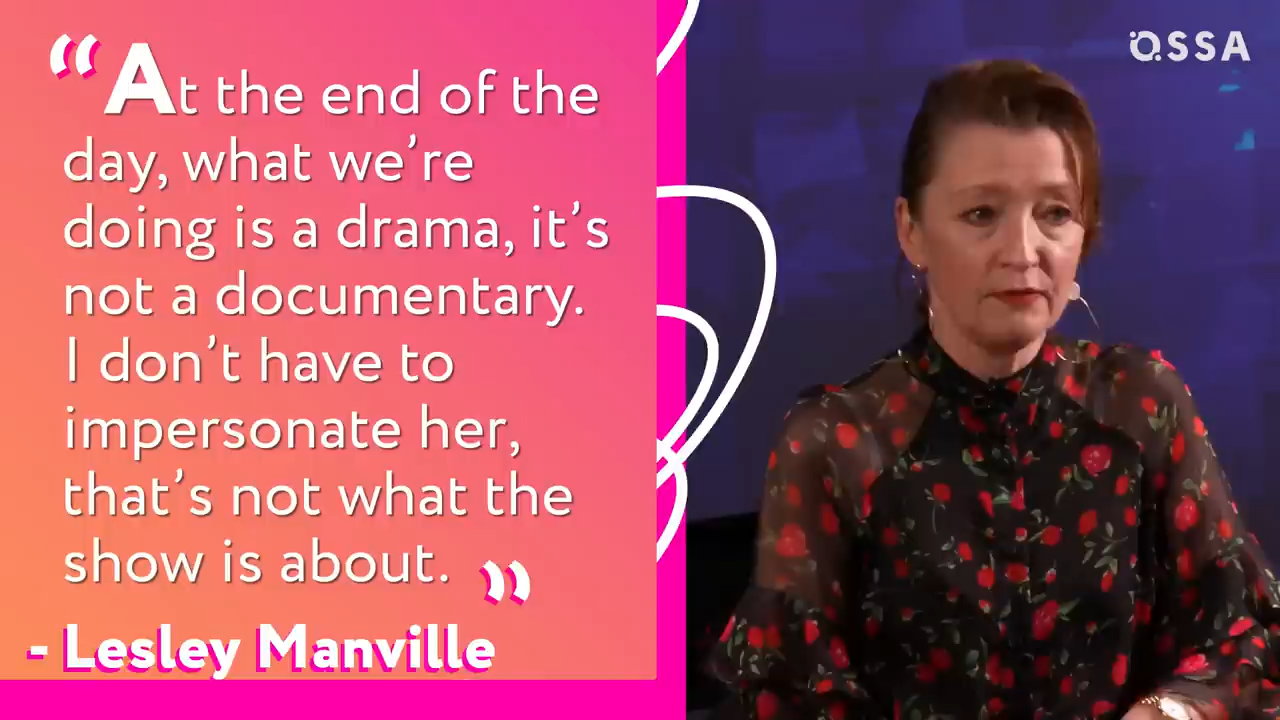 “At the end of the
day, what we’re
doing is a drama, it’s
not a documentary.
I don’t have to
impersonate her,
that’s not what the
show is about.”
- Lesley Manville
OSSA